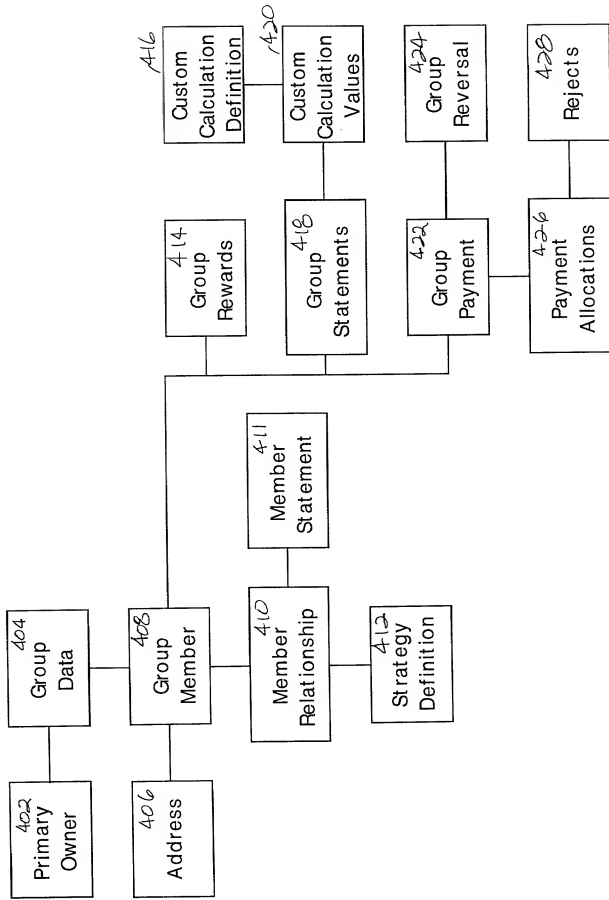 402
Primary
Owner
404
Group
Data
406
Address
408
Group
Member
410
Member
Relationship
411
Member
Statement
412
Strategy
Definition
414
Group
Rewards
416
Custom
Calculation
Definition
418
Group
Statements
420
Custom
Calculation
Values
422
Group
Payment
424
Group
Reversal
426
Payment
Allocations
428
Rejects